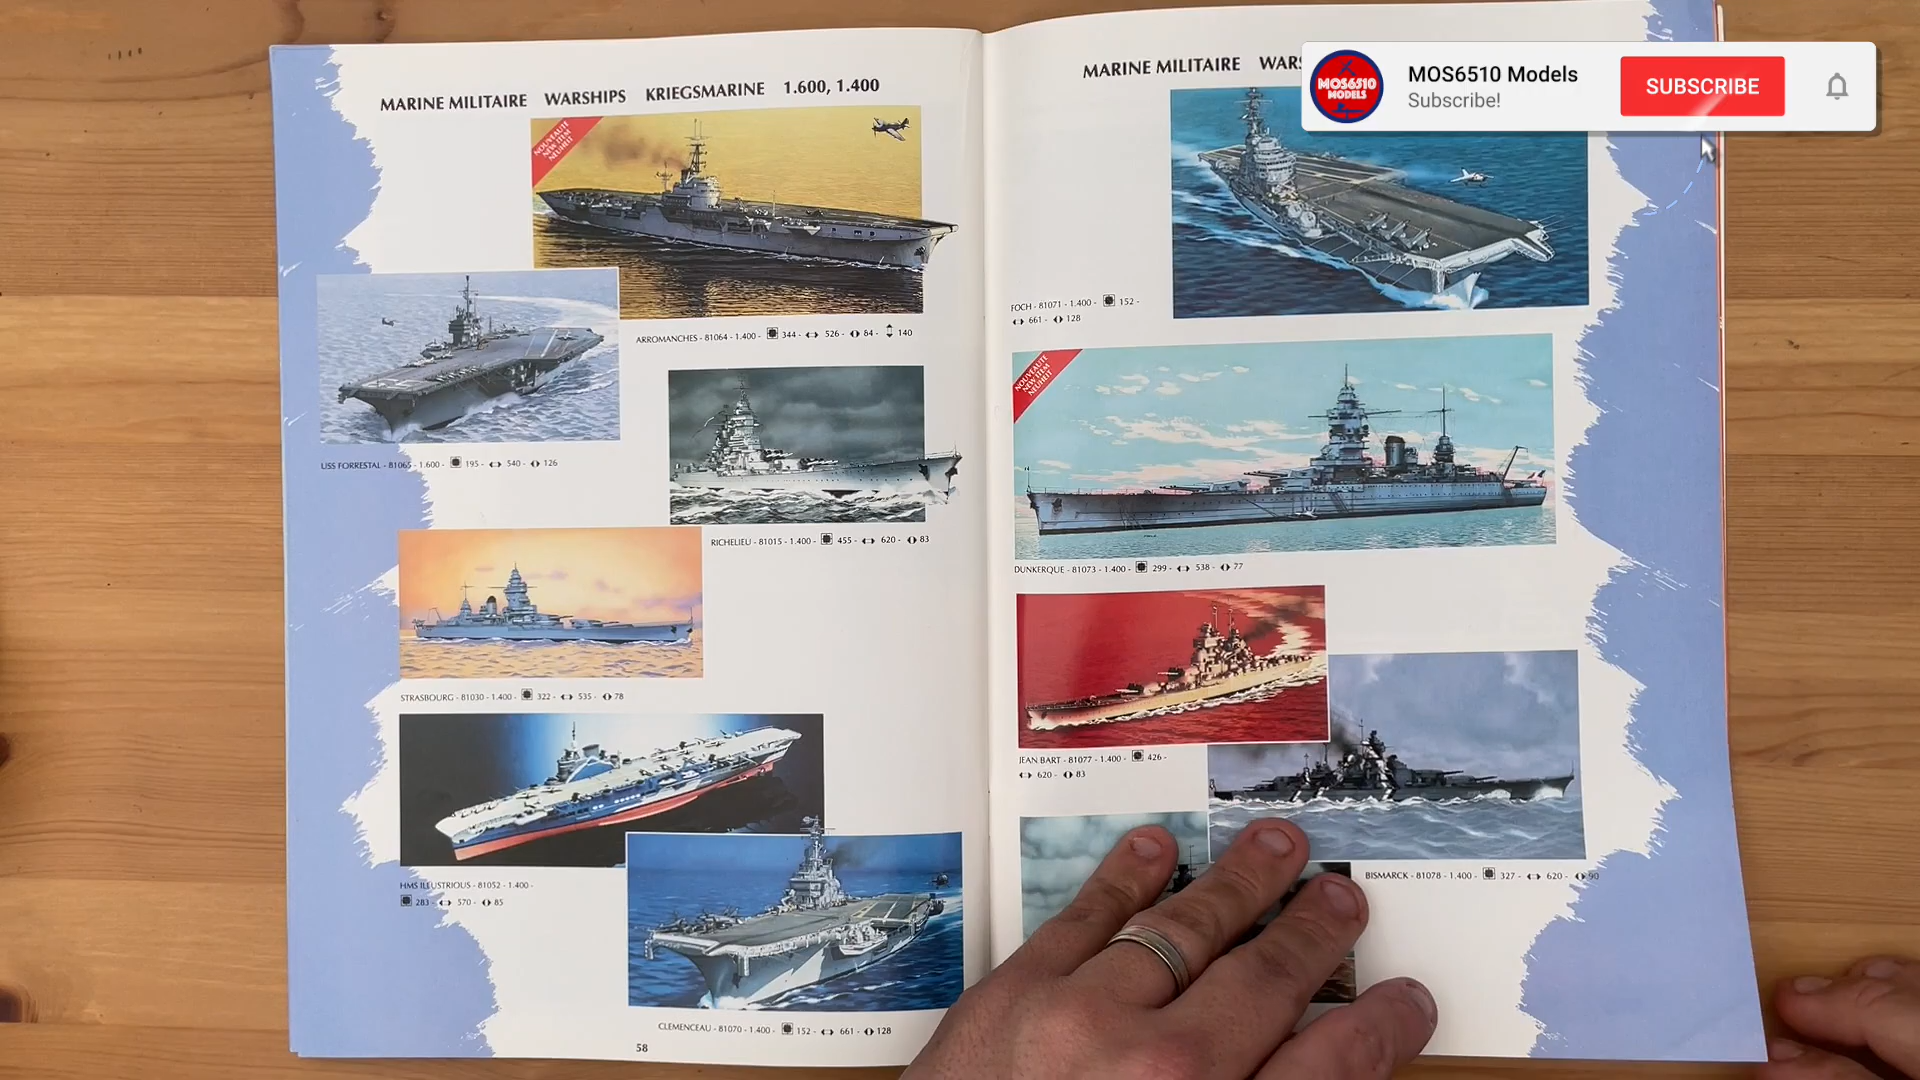 MARINE MILITAIRE WARSHIPS KRIEGSMARINE 1.600, 1.400
NOUVEAUTE
NEW ITEM
NEUHEIT
ARROMANCHES - 81064 - 1.400 - 344 - 526 - 84 - 140
USS FORRESTAL - 81065 - 1.600 - 195 - 540 - 126
RICHELIEU - 81015 - 1.400 - 455 - 620 - 83
STRASBOURG - 81030 - 1.400 - 322 - 535 - 78
HMS ILLUSTRIOUS - 81052 - 1.400 -
283 - 570 - 85
CLEMENCEAU - 81070 - 1.400 - 152 - 661 - 128
58
MARINE MILITAIRE
MOS6510
MODELS
MOS6510 Models
Subscribe!
SUBSCRIBE
FOCH - 81071 - 1.400 - 152 -
661 - 128
NOUVEAUTE
NEW ITEM
NEUHEIT
DUNKERQUE - 81073 - 1.400 - 299 - 538 - 77
JEAN BART - 81077 - 1.400 - 426 -
620 - 83
BISMARCK - 81078 - 1.400 - 327 - 620 - 90